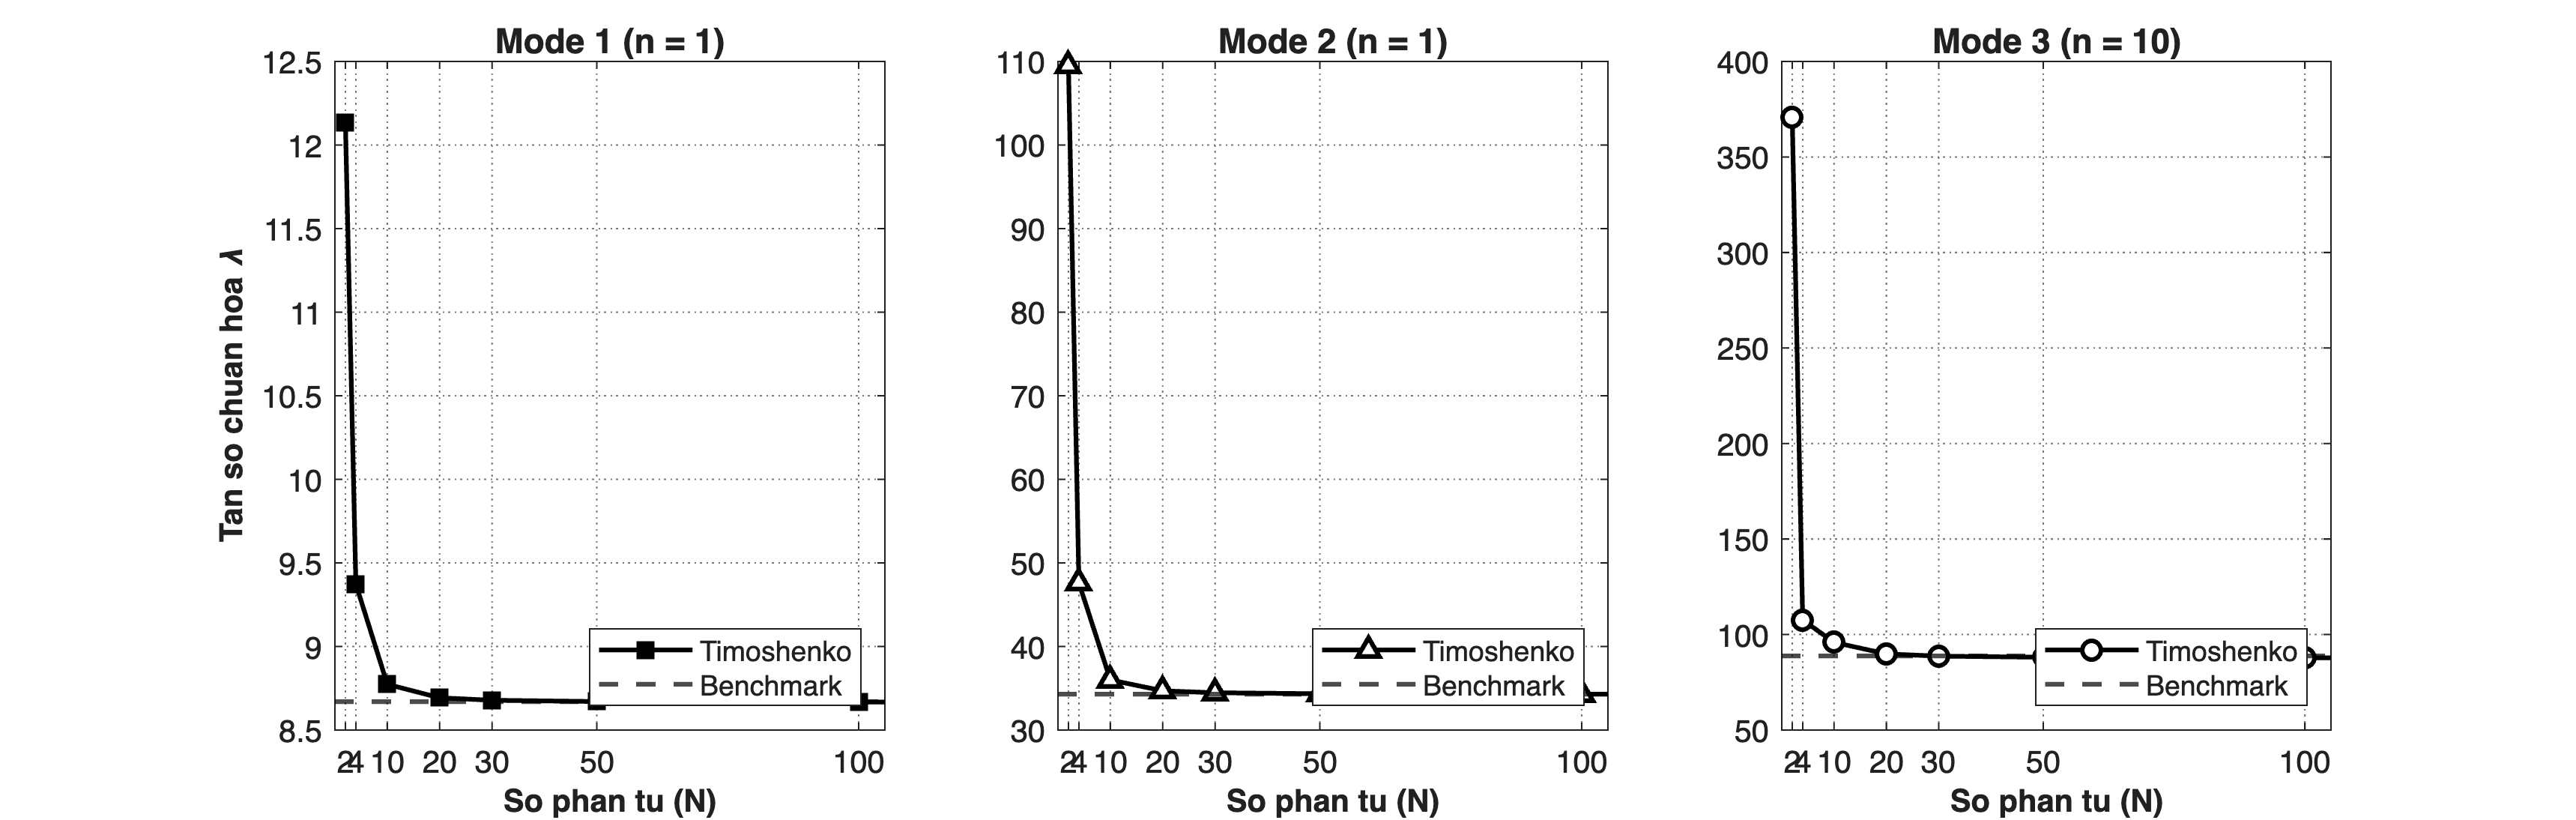 Mode 1 (n = 1)
12.5
12
11.5
11
10.5
10
9.5
9
8.5
Tan so chuan hoa λ
2 4 10 20 30 50 100
So phan tu (N)
Timoshenko
Benchmark
Mode 2 (n = 1)
110
100
90
80
70
60
50
40
30
2 4 10 20 30 50 100
So phan tu (N)
Timoshenko
Benchmark
Mode 3 (n = 10)
400
350
300
250
200
150
100
50
2 4 10 20 30 50 100
So phan tu (N)
Timoshenko
Benchmark